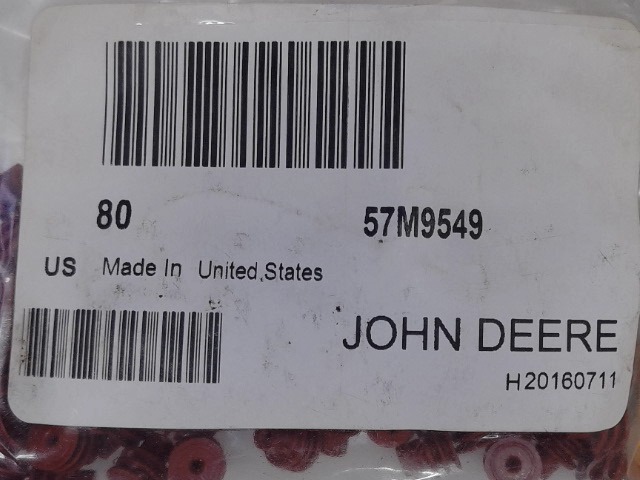 80 57M9549
US Made In United States
JOHN DEERE
H20160711